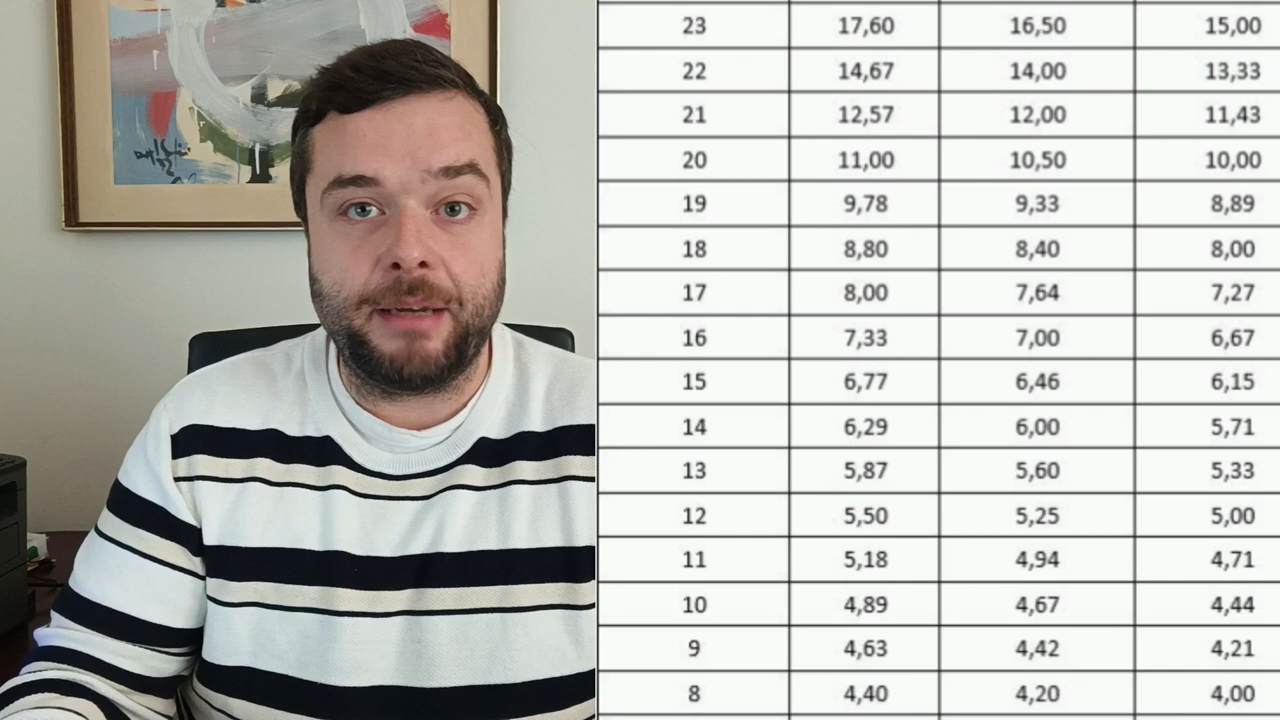 23 17,60 16,50 15,00
22 14,67 14,00 13,33
21 12,57 12,00 11,43
20 11,00 10,50 10,00
19 9,78 9,33 8,89
18 8,80 8,40 8,00
17 8,00 7,64 7,27
16 7,33 7,00 6,67
15 6,77 6,46 6,15
14 6,29 6,00 5,71
13 5,87 5,60 5,33
12 5,50 5,25 5,00
11 5,18 4,94 4,71
10 4,89 4,67 4,44
9 4,63 4,42 4,21
8 4,40 4,20 4,00